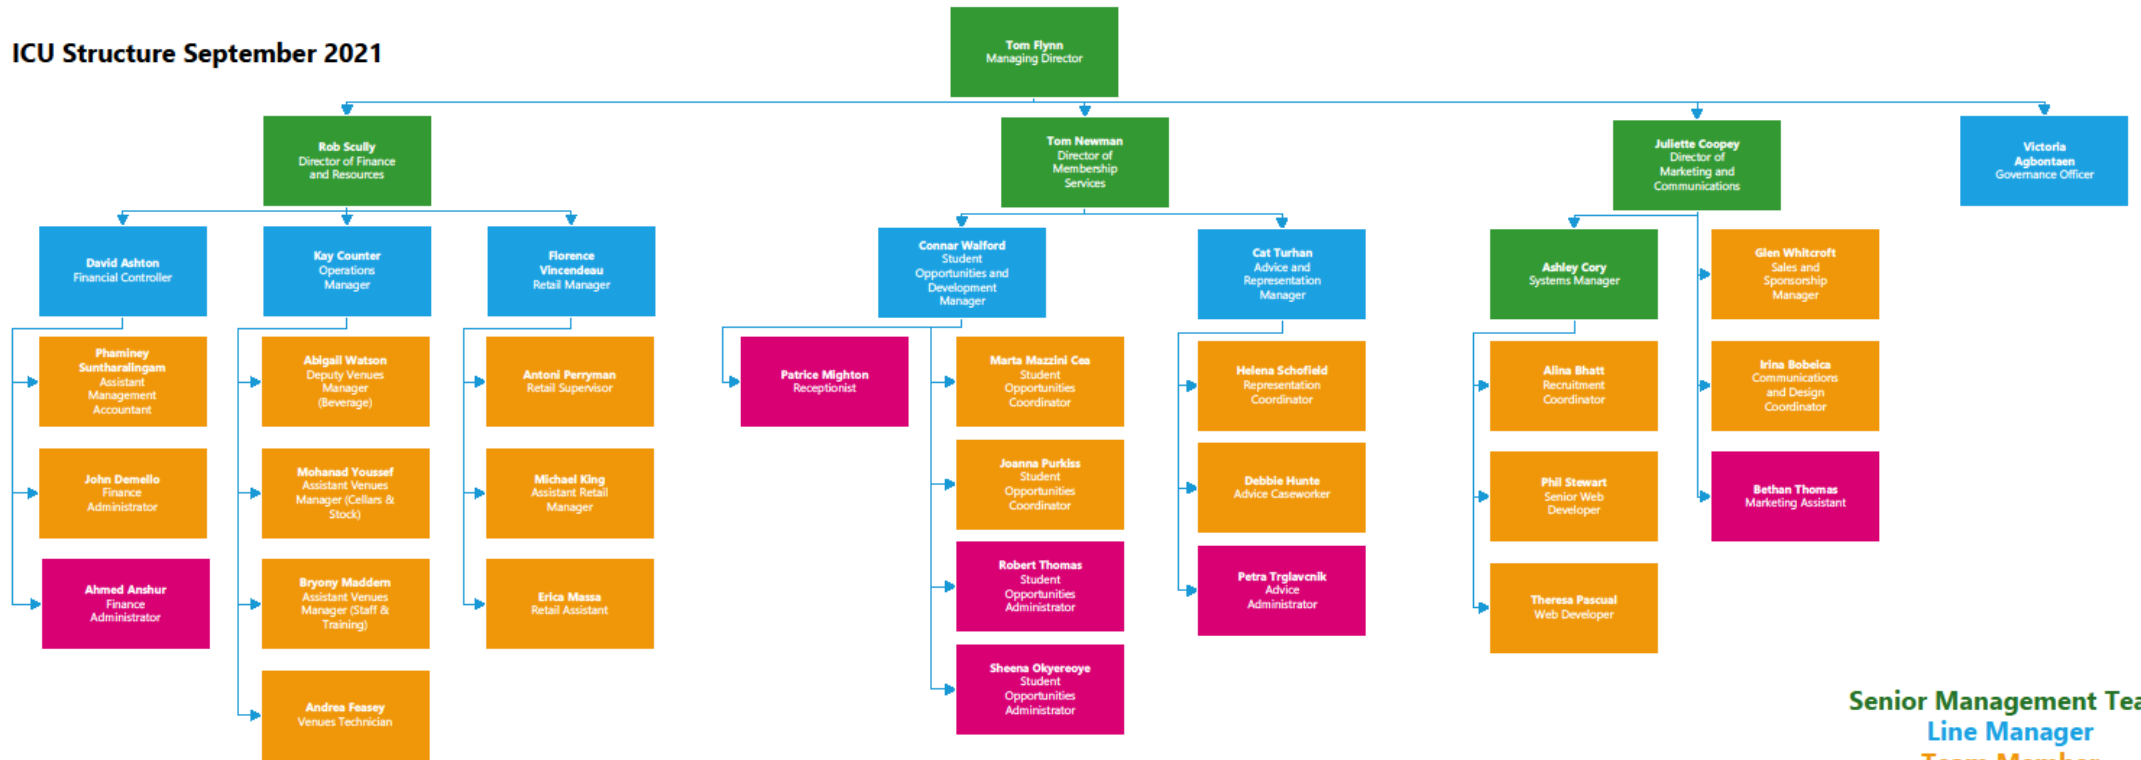 ICU Structure September 2021
Tom Flynn
Managing Director
Rob Scully
Director of Finance
and Resources
Tom Newman
Director of
Membership
Services
Juliette Coopey
Director of
Marketing and
Communications
Victoria
Agbontaen
Governance Officer
David Ashton
Financial Controller
Kay Counter
Operations
Manager
Florence
Vincendeau
Retail Manager
Connar Walford
Student
Opportunities and
Development
Manager
Cat Turhan
Advice and
Representation
Manager
Ashley Cory
Systems Manager
Glen Whitcroft
Sales and
Sponsorship
Manager
Phaminey
Suntharalingam
Assistant
Management
Accountant
Abigail Watson
Deputy Venues
Manager
(Beverage)
Antoni Perryman
Retail Supervisor
Patrice Mighton
Receptionist
Marta Mazzini Cea
Student
Opportunities
Coordinator
Helena Schofield
Representation
Coordinator
Alina Bhatt
Recruitment
Coordinator
Irina Bobeica
Communications
and Design
Coordinator
John Demello
Finance
Administrator
Mohanad Youssef
Assistant Venues
Manager (Cellars &
Stock)
Michael King
Assistant Retail
Manager
Joanna Purkiss
Student
Opportunities
Coordinator
Debbie Hunte
Advice Caseworker
Phil Stewart
Senior Web
Developer
Bethan Thomas
Marketing Assistant
Ahmed Anshur
Finance
Administrator
Bryony Maddern
Assistant Venues
Manager (Staff &
Training)
Erica Massa
Retail Assistant
Robert Thomas
Student
Opportunities
Administrator
Petra Trglavcnik
Advice
Administrator
Theresa Pascual
Web Developer
Andrea Feasey
Venues Technician
Sheena Okyereoye
Student
Opportunities
Administrator
Senior Management Tea
Line Manager
Team Member